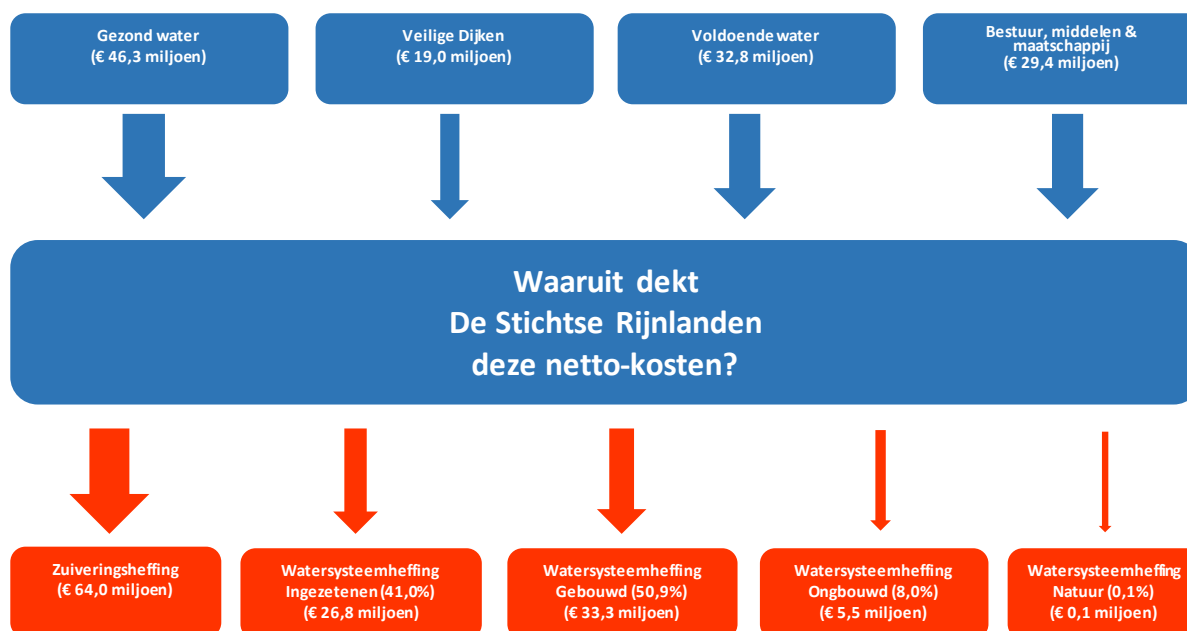 Gezond water
(€ 46,3 miljoen)
Veilige Dijken
(€ 19,0 miljoen)
Voldoende water
(€ 32,8 miljoen)
Bestuur, middelen &
maatschappij
(€ 29,4 miljoen)
Waaruit dekt
De Stichtse Rijnlanden
deze netto-kosten?
Zuiveringsheffing
(€ 64,0 miljoen)
Watersysteemheffing
Ingezetenen (41,0%)
(€ 26,8 miljoen)
Watersysteemheffing
Gebouwd (50,9%)
(€ 33,3 miljoen)
Watersysteemheffing
Ongbouwd (8,0%)
(€ 5,5 miljoen)
Watersysteemheffing
Natuur (0,1%)
(€ 0,1 miljoen)